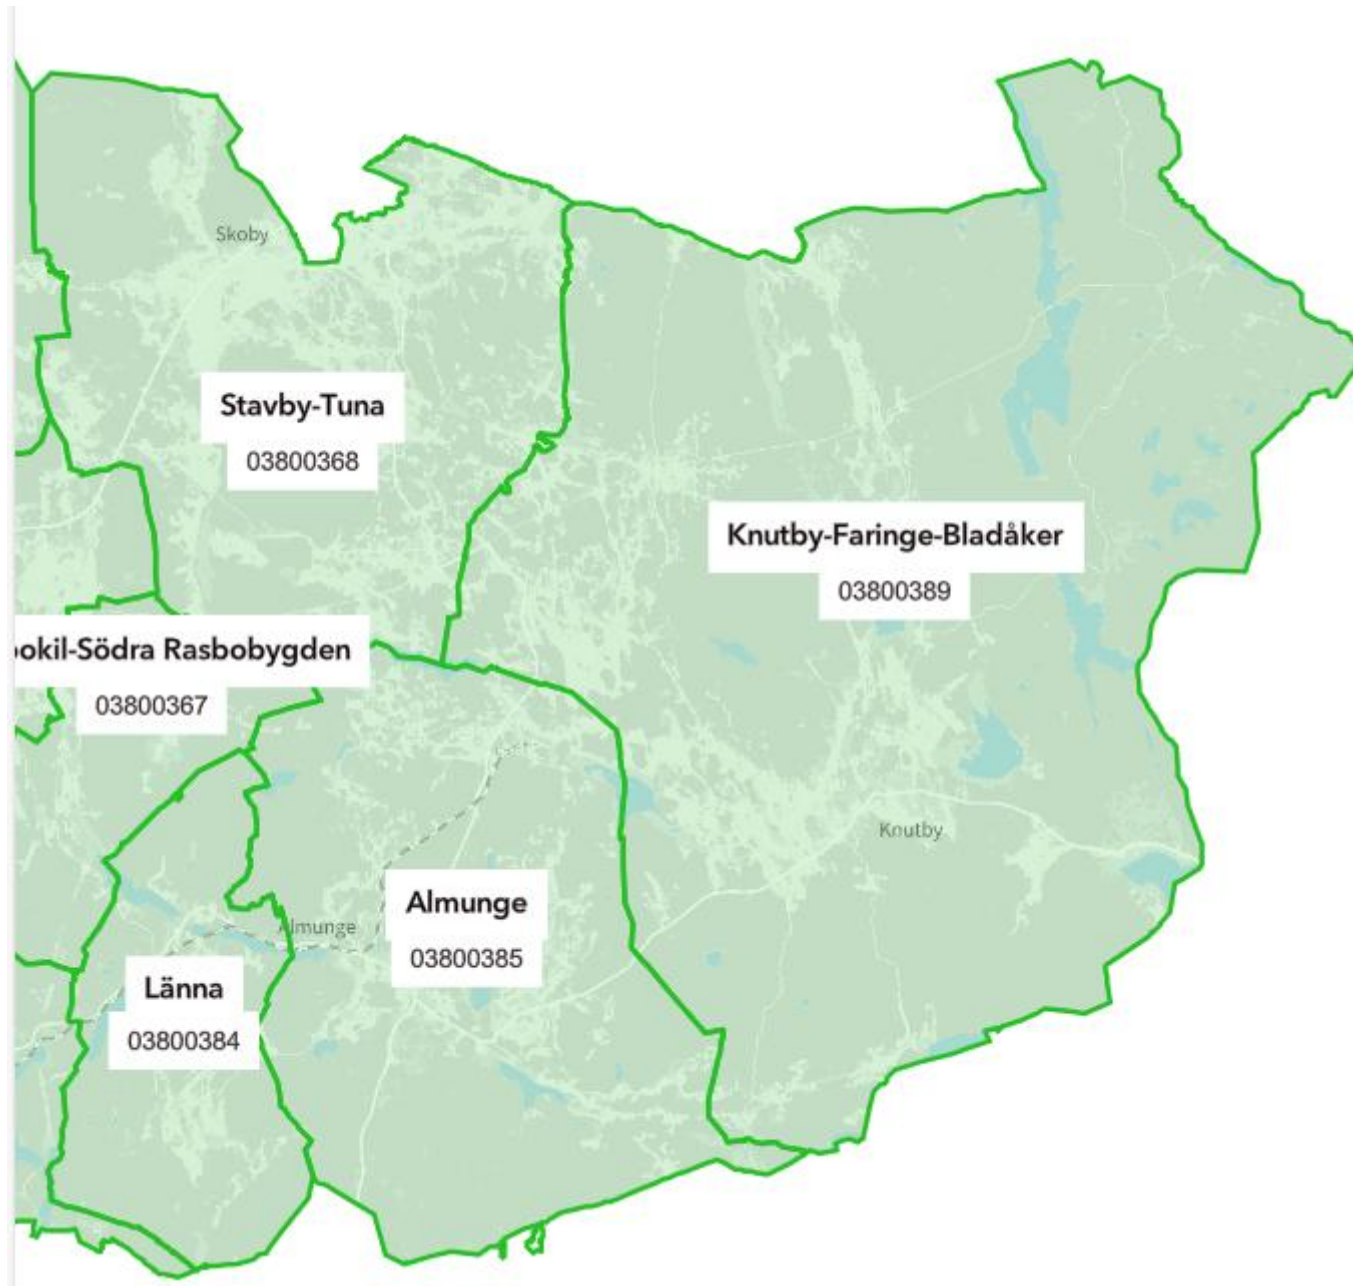 Skoby
Stavby-Tuna
03800368
Knutby-Faringe-Bladåker
03800389
okil-Södra Rasbobygden
03800367
Knutby
Almunge
Almunge
03800385
Länna
03800384